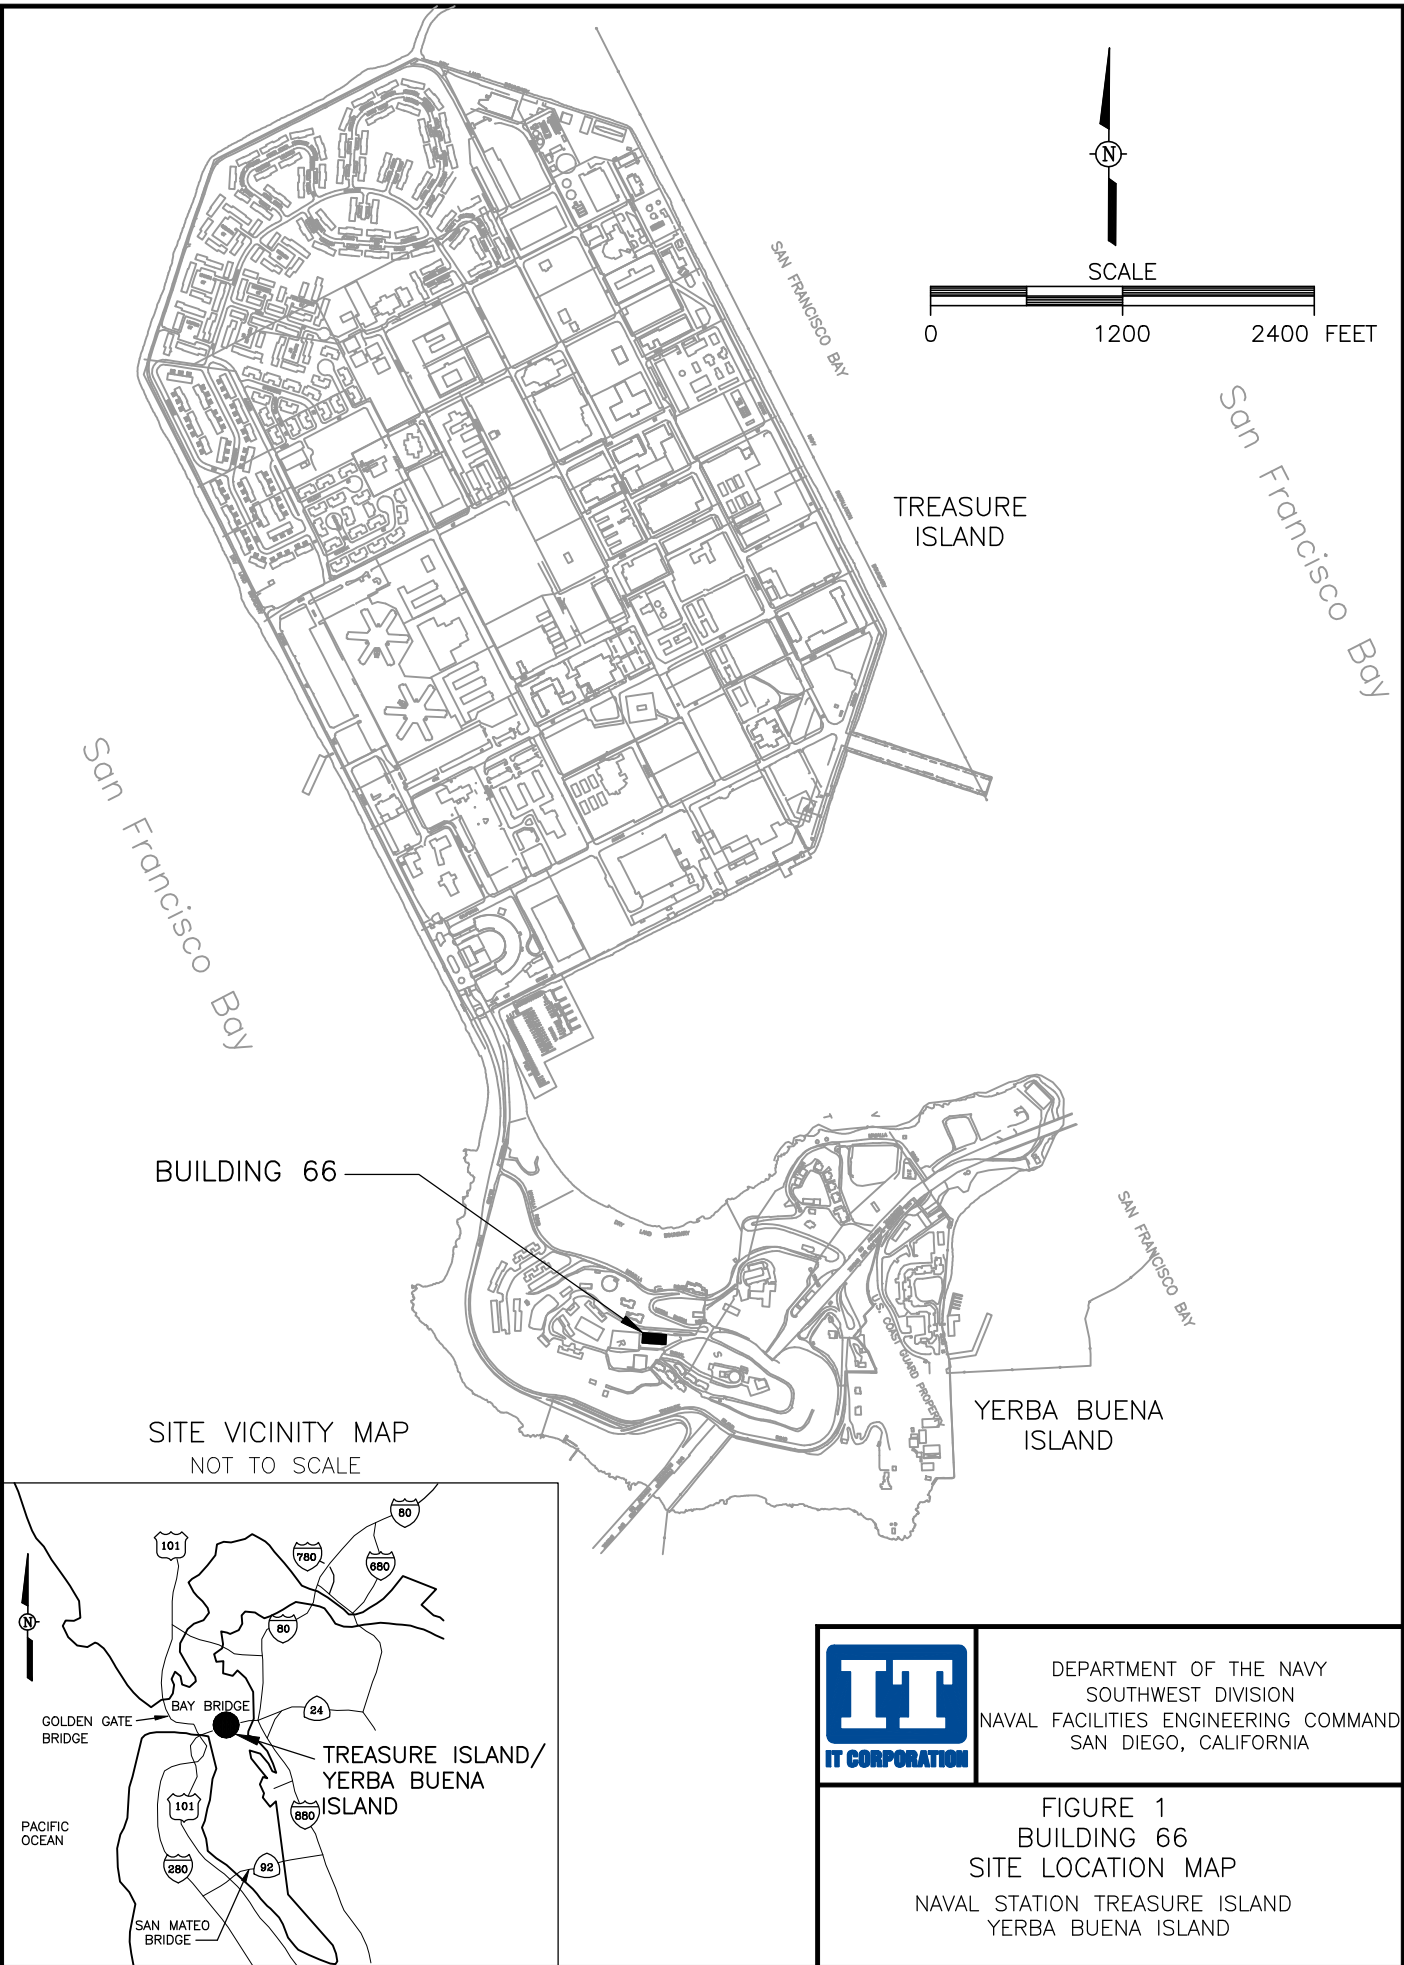 N
SCALE
0 1200 2400 FEET
SAN FRANCISCO BAY
San Francisco Bay
TREASURE
ISLAND
San Francisco Bay
BUILDING 66
SAN FRANCISCO BAY
U.S. COAST GUARD PROPERTY
R
S
T
V
YERBA BUENA
ISLAND
SITE VICINITY MAP
NOT TO SCALE
80
101
780
680
N
80
BAY BRIDGE
24
GOLDEN GATE
BRIDGE
TREASURE ISLAND/
YERBA BUENA
ISLAND
101
880
PACIFIC
OCEAN
280
92
SAN MATEO
BRIDGE
IT
IT CORPORATION
DEPARTMENT OF THE NAVY
SOUTHWEST DIVISION
NAVAL FACILITIES ENGINEERING COMMAND
SAN DIEGO, CALIFORNIA
FIGURE 1
BUILDING 66
SITE LOCATION MAP
NAVAL STATION TREASURE ISLAND
YERBA BUENA ISLAND